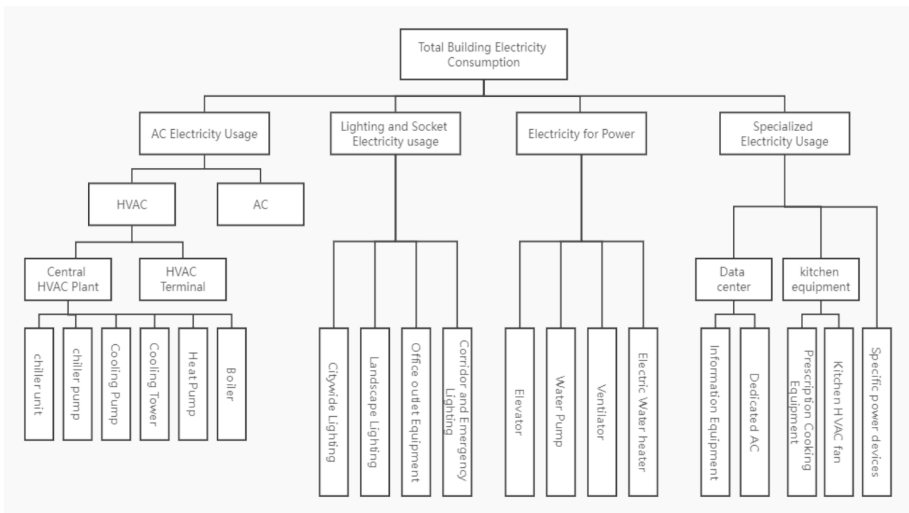 Total Building Electricity
Consumption
AC Electricity Usage
Lighting and Socket
Electricity usage
Electricity for Power
Specialized
Electricity Usage
HVAC
AC
Central
HVAC Plant
HVAC
Terminal
Data
center
kitchen
equipment
chiller unit
chiller pump
Cooling Pump
Cooling Tower
Heat Pump
Boiler
Citywide Lighting
Landscape Lighting
Office outlet Equipment
Corridor and Emergency
Lighting
Elevator
Water Pump
Ventilator
Electric Water heater
Information Equipment
Dedicated AC
Prescription Cooking
Equipment
Kitchen HVAC fan
Specific power devices